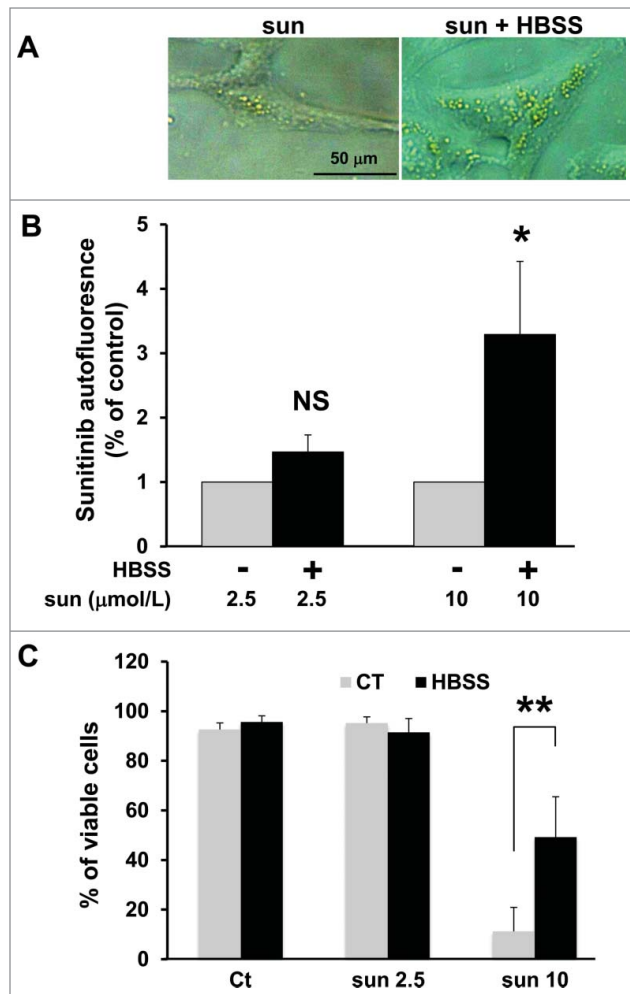 A
sun
sun + HBSS
50 μm
B
Sunitinib autofluoresnce
(% of control)
5
4
3
2
1
0
NS
*
HBSS - + - +
sun (μmol/L) 2.5 2.5 10 10
C
% of viable cells
120
100
80
60
40
20
0
CT HBSS
**
Ct sun 2.5 sun 10